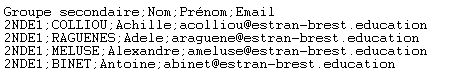 Groupe secondaire;Nom;Prénom;Email
2NDE1;COLLIOU;Achille;acolliou@estran-brest.education
2NDE1;RAGUENES;Adele;araguene@estran-brest.education
2NDE1;MELUSE;Alexandre;ameluse@estran-brest.education
2NDE1;BINET;Antoine;abinet@estran-brest.education